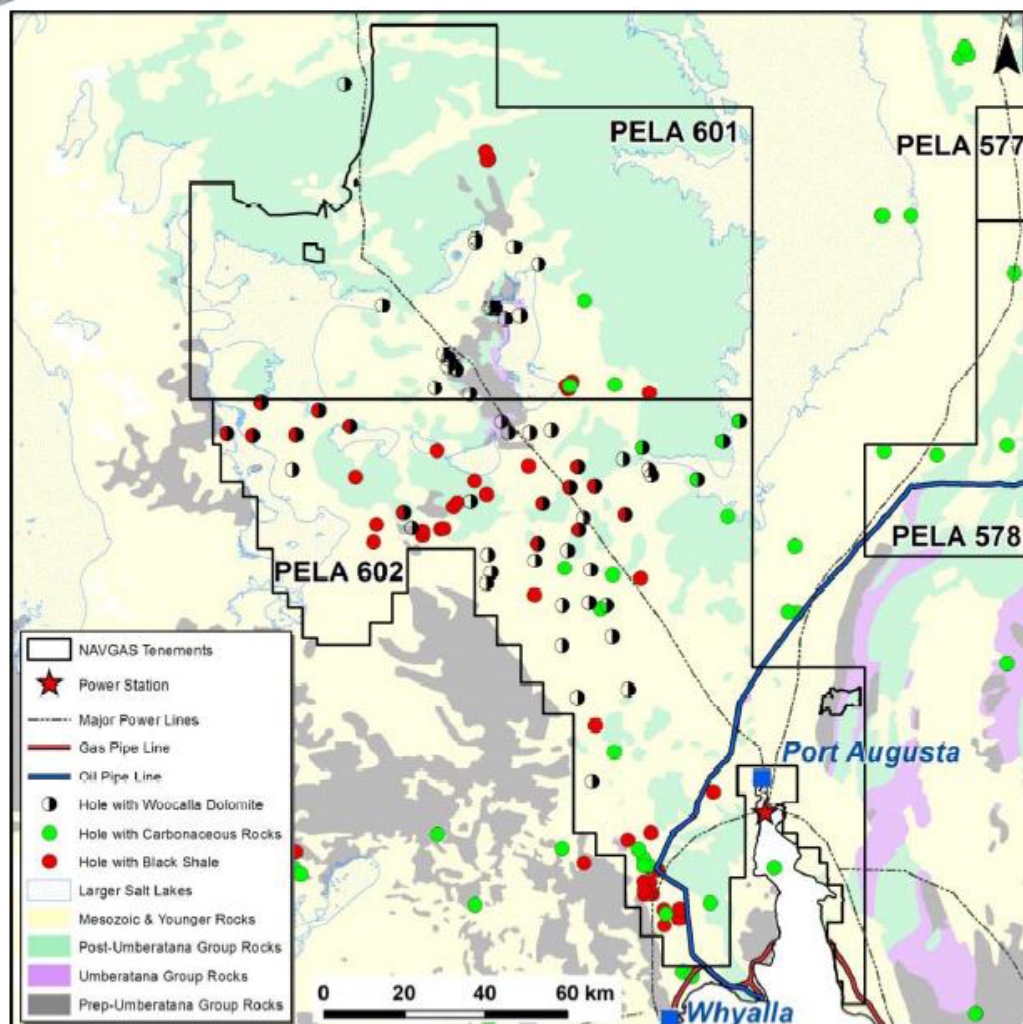 PELA 601
PELA 577
PELA 578
PELA 602
NAVGAS Tenements
Power Station
Major Power Lines
Gas Pipe Line
Oil Pipe Line
Hole with Woocalla Dolomite
Hole with Carbonaceous Rocks
Hole with Black Shale
Larger Salt Lakes
Mesozoic & Younger Rocks
Post-Umberatana Group Rocks
Umberatana Group Rocks
Prep-Umberatana Group Rocks
Port Augusta
0 20 40 60 km
Whyalla